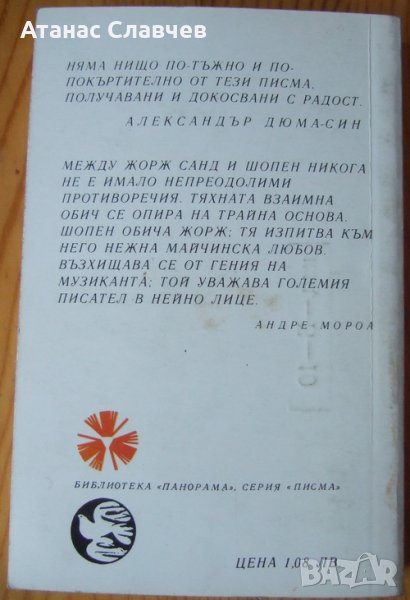 Атанас Славчев
НЯМА НИЩО ПО-ТЪЖНО И ПО-
ПОКЪРТИТЕЛНО ОТ ТЕЗИ ПИСМА,
ПОЛУЧАВАНИ И ДОКОСВАНИ С РАДОСТ.
АЛЕКСАНДЪР ДЮМА-СИН
МЕЖДУ ЖОРЖ САНД И ШОПЕН НИКОГА
НЕ Е ИМАЛО НЕПРЕОДОЛИМИ
ПРОТИВОРЕЧИЯ. ТЯХНАТА ВЗАИМНА
ОБИЧ СЕ ОПИРА НА ТРАЙНА ОСНОВА.
ШОПЕН ОБИЧА ЖОРЖ; ТЯ ИЗПИТВА КЪМ
НЕГО НЕЖНА МАЙЧИНСКА ЛЮБОВ.
ВЪЗХИЩАВА СЕ ОТ ГЕНИЯ НА
МУЗИКАНТА; ТОЙ УВАЖАВА ГОЛЕМИЯ
ПИСАТЕЛ В НЕЙНО ЛИЦЕ.
АНДРЕ МОРОА
БИБЛИОТЕКА «ПАНОРАМА», СЕРИЯ «ПИСМА»
ЦЕНА 1,08 ЛВ.
BAZAR